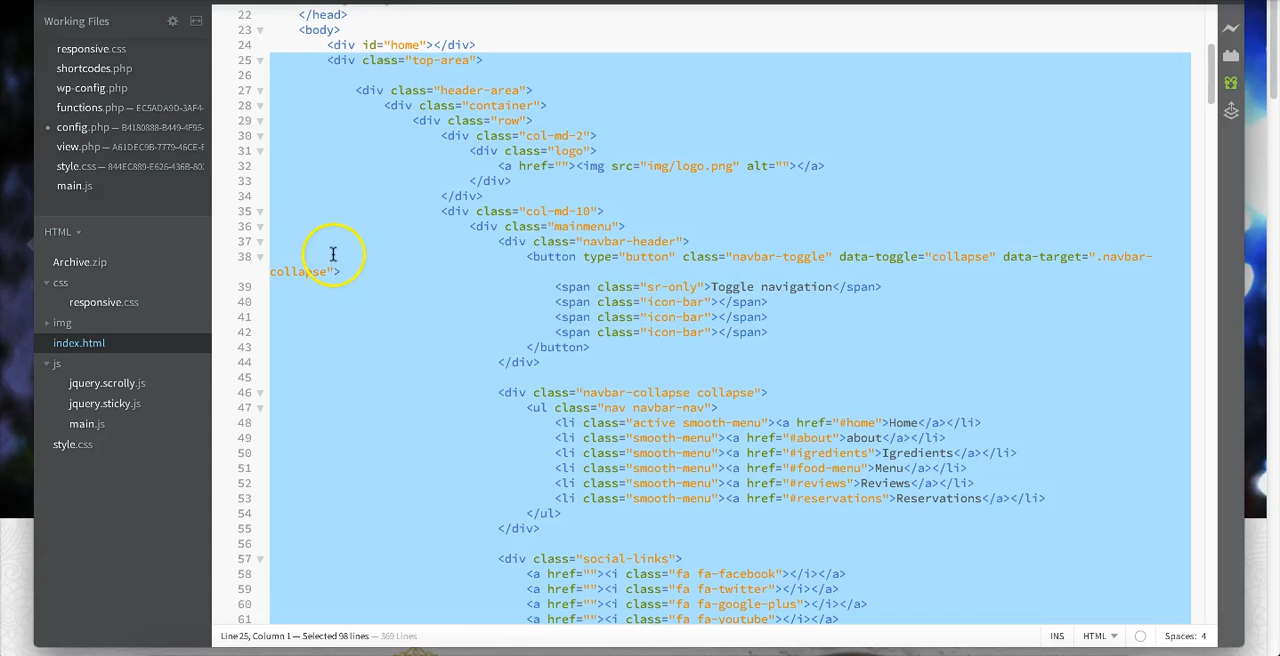 Working Files
responsive.css
shortcodes.php
wp-config.php
functions.php — EC5ADA9D-3AF4-
config.php — B4180888-B449-4F95-
view.php — A61DEC9B-7779-46CE-E
style.css — 844EC889-E626-436B-802
main.js
HTML
Archive.zip
css
responsive.css
img
index.html
js
jquery.scrolly.js
jquery.sticky.js
main.js
style.css
22 </head>
23 <body>
24 <div id="home"></div>
25 <div class="top-area">
26
27 <div class="header-area">
28 <div class="container">
29 <div class="row">
30 <div class="col-md-2">
31 <div class="logo">
32 <a href=""><img src="img/logo.png" alt=""></a>
33 </div>
34 </div>
35 <div class="col-md-10">
36 <div class="mainmenu">
37 <div class="navbar-header">
38 <button type="button" class="navbar-toggle" data-toggle="collapse" data-target=".navbar-
collapse">
39 <span class="sr-only">Toggle navigation</span>
40 <span class="icon-bar"></span>
41 <span class="icon-bar"></span>
42 <span class="icon-bar"></span>
43 </button>
44 </div>
45
46 <div class="navbar-collapse collapse">
47 <ul class="nav navbar-nav">
48 <li class="active smooth-menu"><a href="#home">Home</a></li>
49 <li class="smooth-menu"><a href="#about">about</a></li>
50 <li class="smooth-menu"><a href="#igredients">Igredients</a></li>
51 <li class="smooth-menu"><a href="#food-menu">Menu</a></li>
52 <li class="smooth-menu"><a href="#reviews">Reviews</a></li>
53 <li class="smooth-menu"><a href="#reservations">Reservations</a></li>
54 </ul>
55 </div>
56
57 <div class="social-links">
58 <a href=""><i class="fa fa-facebook"></i></a>
59 <a href=""><i class="fa fa-twitter"></i></a>
60 <a href=""><i class="fa fa-google-plus"></i></a>
61 <a href=""><i class="fa fa-youtube"></i></a>
Line 25, Column 1 — Selected 98 lines — 369 Lines
INS HTML Spaces: 4